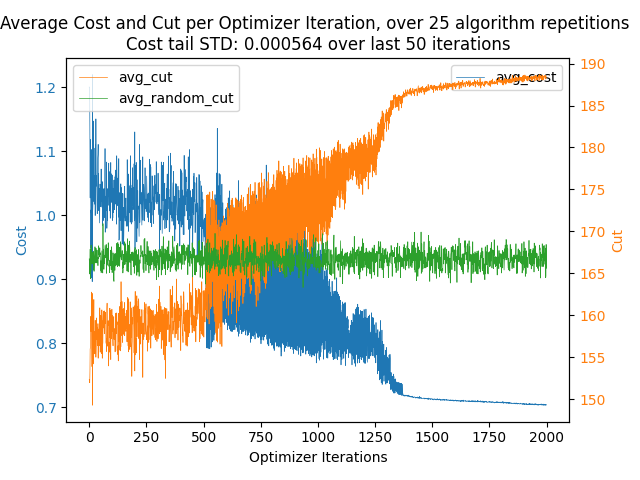 Average Cost and Cut per Optimizer Iteration, over 25 algorithm repetitions
Cost tail STD: 0.000564 over last 50 iterations
avg_cut
avg_random_cut
avg_cost
1.2
1.1
1.0
0.9
0.8
0.7
Cost
190
185
180
175
170
165
160
155
150
Cut
0 250 500 750 1000 1250 1500 1750 2000
Optimizer Iterations